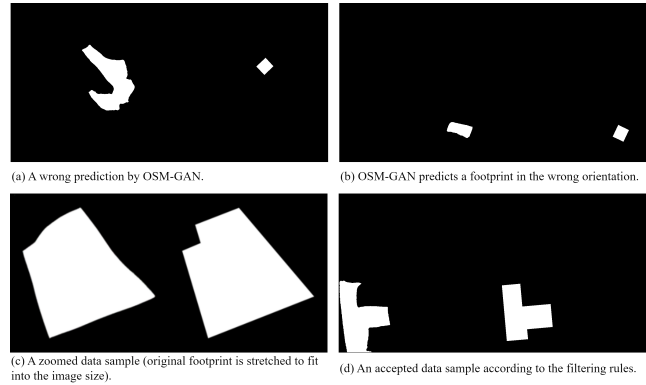 (a) A wrong prediction by OSM-GAN.
(b) OSM-GAN predicts a footprint in the wrong orientation.
(c) A zoomed data sample (original footprint is stretched to fit
into the image size).
(d) An accepted data sample according to the filtering rules.